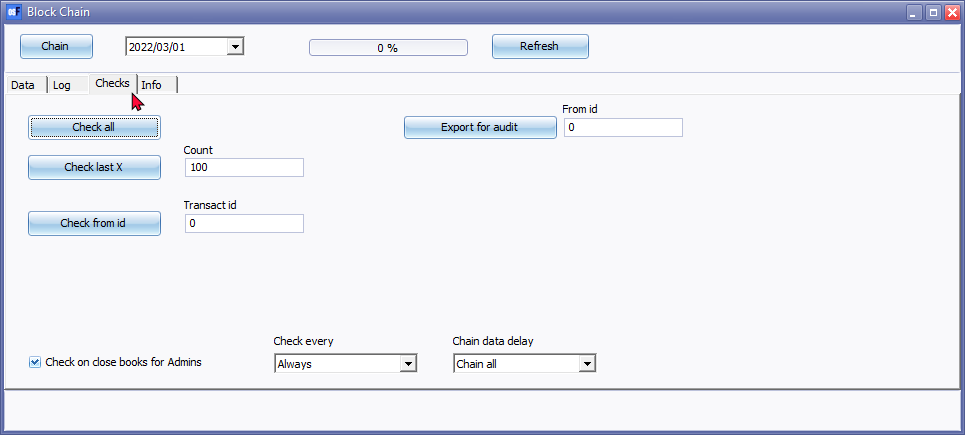 Block Chain
Chain
2022/03/01
0 %
Refresh
Data
Log
Checks
Info
Check all
Export for audit
From id
0
Check last X
Count
100
Check from id
Transact id
0
Check on close books for Admins
Check every
Always
Chain data delay
Chain all